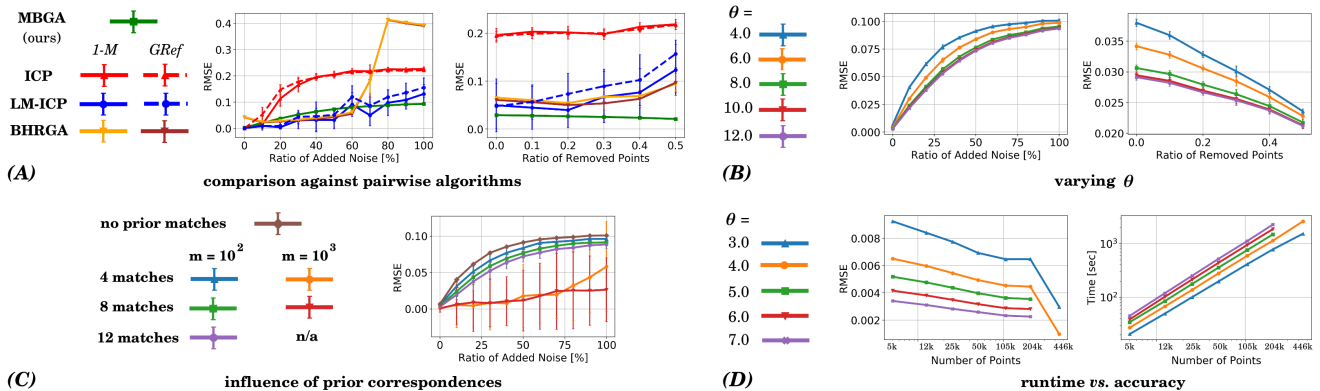 MBGA
(ours)
1-M GRef
ICP
LM-ICP
BHRGA
RMSE
0.4
0.3
0.2
0.1
0.0
0 20 40 60 80 100
Ratio of Added Noise [%]
RMSE
0.2
0.1
0.0
0.0 0.1 0.2 0.3 0.4 0.5
Ratio of Removed Points
(A)
comparison against pairwise algorithms
θ =
4.0
6.0
8.0
10.0
12.0
RMSE
0.100
0.075
0.050
0.025
0.000
0 25 50 75 100
Ratio of Added Noise [%]
RMSE
0.035
0.030
0.025
0.020
0.0 0.2 0.4
Ratio of Removed Points
(B)
varying θ
no prior matches
m = 10² m = 10³
4 matches
8 matches
12 matches n/a
RMSE
0.10
0.05
0.00
0 25 50 75 100
Ratio of Added Noise [%]
(C)
influence of prior correspondences
θ =
3.0
4.0
5.0
6.0
7.0
RMSE
0.008
0.006
0.004
0.002
5k 12k 25k 50k 105k 204k 446k
Number of Points
Time [sec]
10³
10²
5k 12k 25k 50k 105k 204k 446k
Number of Points
(D)
runtime vs. accuracy